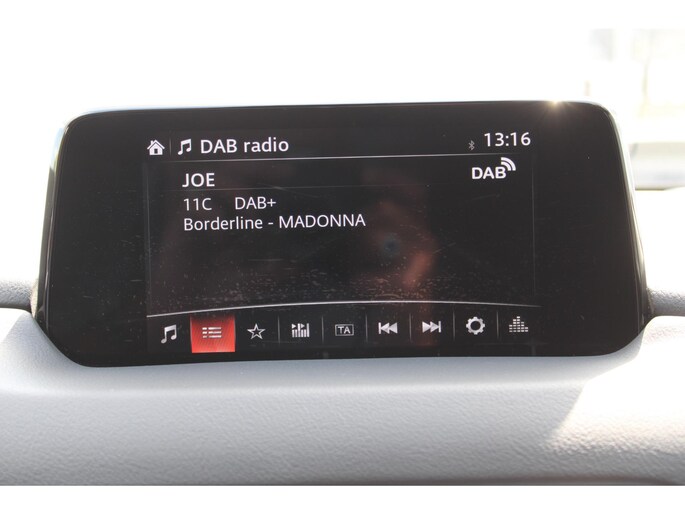 DAB radio 13:16
JOE DAB
11C DAB+
Borderline - MADONNA
TA